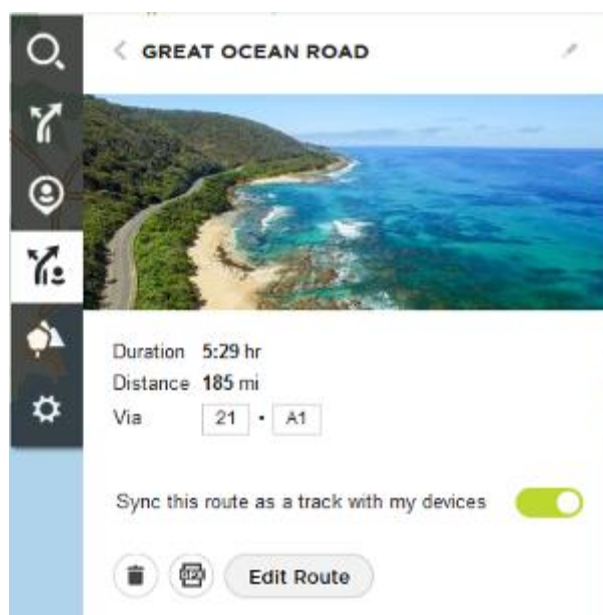 GREAT OCEAN ROAD
Duration 5:29 hr
Distance 185 mi
Via 21 • A1
Sync this route as a track with my devices
Edit Route